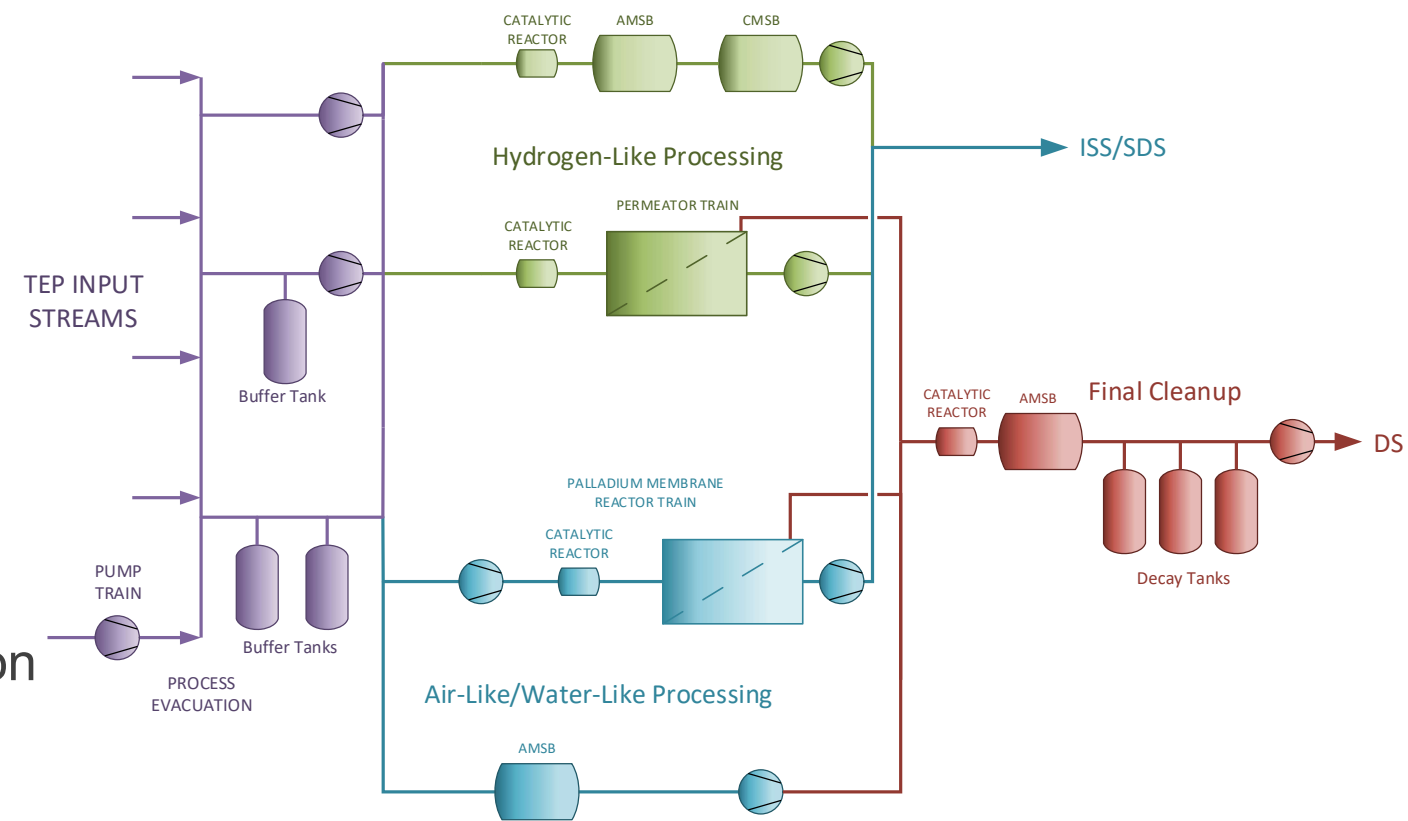 CATALYTIC
REACTOR
AMSB
CMSB
Hydrogen-Like Processing
ISS/SDS
PERMEATOR TRAIN
CATALYTIC
REACTOR
TEP INPUT
STREAMS
Buffer Tank
CATALYTIC
REACTOR
AMSB
Final Cleanup
DS
PALLADIUM MEMBRANE
REACTOR TRAIN
CATALYTIC
REACTOR
Decay Tanks
PUMP
TRAIN
Buffer Tanks
on
PROCESS
EVACUATION
Air-Like/Water-Like Processing
AMSB